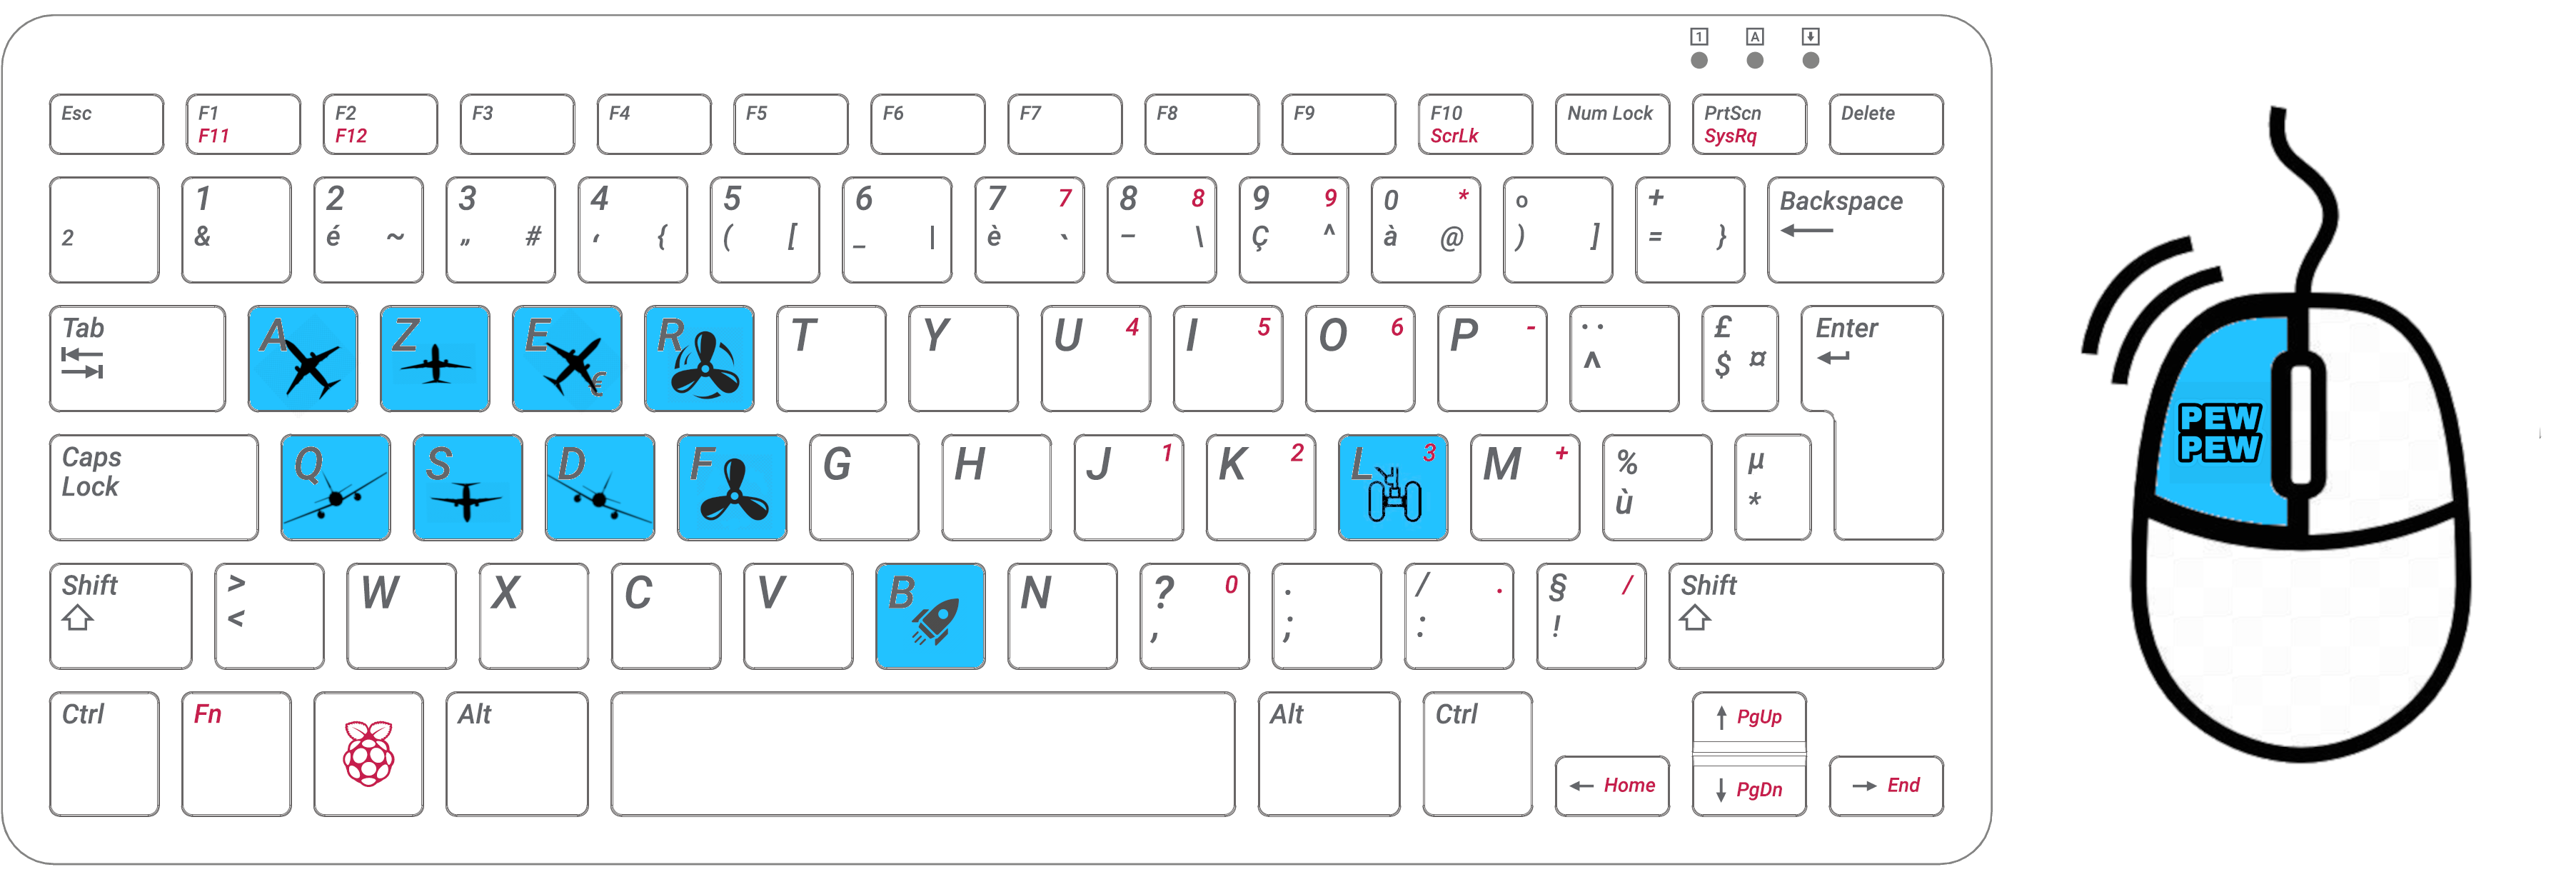 1 A
Esc F1 F2 F3 F4 F5 F6 F7 F8 F9 F10 Num Lock PrtScn Delete
F11 F12 ScrLk SysRq
1 2 3 4 5 6 7 7 8 8 9 9 0 * o + Backspace
2 & é ~ „ # ‘ { ( [ _ | è ` – \ Ç ^ à @ ) ] = }
Tab A Z E R T Y U 4 I 5 O 6 P - ¨ £ Enter
€ ^ $ ¤
Caps Q S D F G H J 1 K 2 L 3 M + % µ
Lock ù *
Shift > W X C V B N ? 0 . / . § / Shift
< , ; : !
Ctrl Fn Alt Alt Ctrl ↑ PgUp
← Home ↓ PgDn → End
PEW
PEW